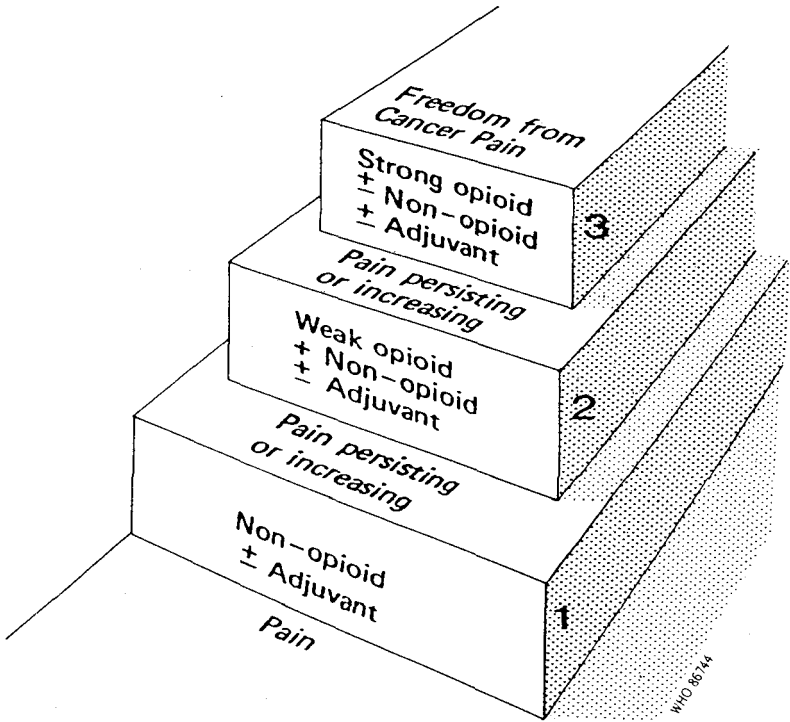 Freedom from
Cancer Pain
Strong opioid
± Non-opioid
± Adjuvant
3
Pain persisting
or increasing
Weak opioid
+ Non-opioid
± Adjuvant
2
Pain persisting
or increasing
Non-opioid
± Adjuvant
1
Pain
WHO 86744